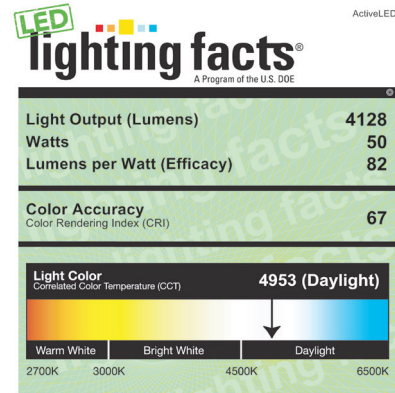 ActiveLED
LED
lighting facts®
A Program of the U.S. DOE
Light Output (Lumens) 4128
Watts 50
Lumens per Watt (Efficacy) 82
Color Accuracy
Color Rendering Index (CRI) 67
Light Color
Correlated Color Temperature (CCT) 4953 (Daylight)
Warm White Bright White Daylight
2700K 3000K 4500K 6500K